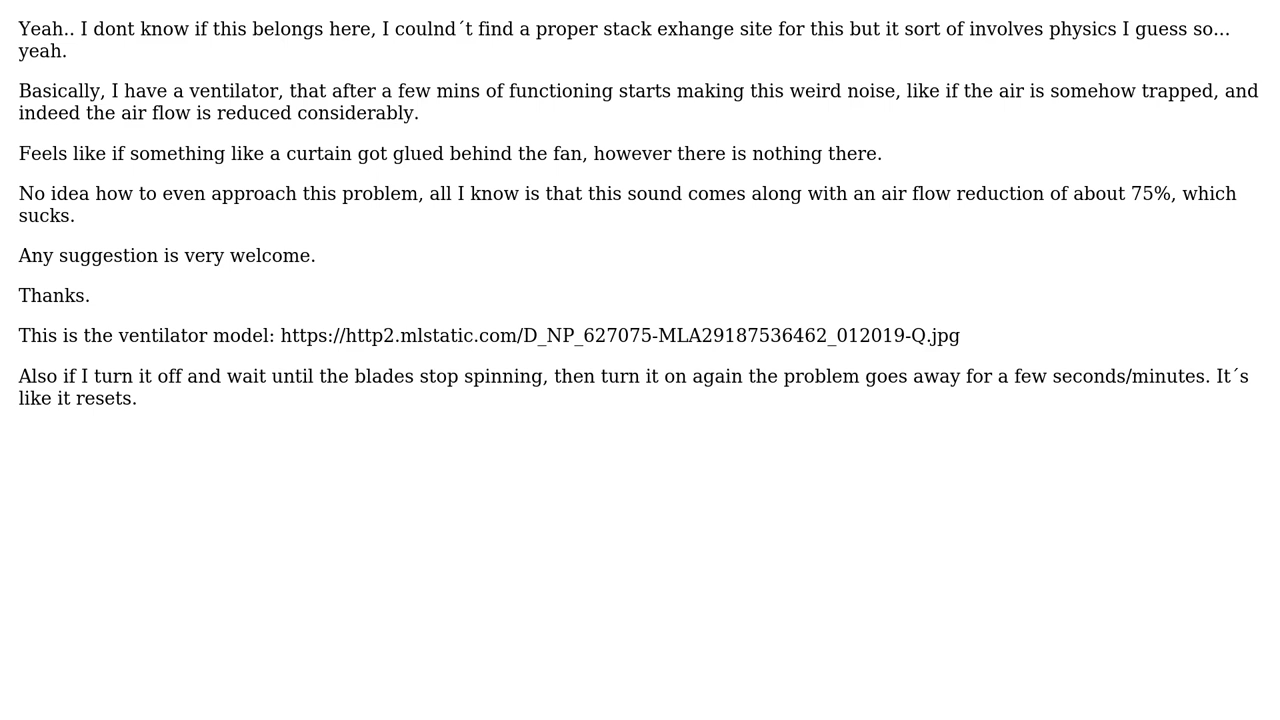 Yeah.. I dont know if this belongs here, I coulnd´t find a proper stack exhange site for this but it sort of involves physics I guess so...
yeah.
Basically, I have a ventilator, that after a few mins of functioning starts making this weird noise, like if the air is somehow trapped, and
indeed the air flow is reduced considerably.
Feels like if something like a curtain got glued behind the fan, however there is nothing there.
No idea how to even approach this problem, all I know is that this sound comes along with an air flow reduction of about 75%, which
sucks.
Any suggestion is very welcome.
Thanks.
This is the ventilator model: https://http2.mlstatic.com/D_NP_627075-MLA29187536462_012019-Q.jpg
Also if I turn it off and wait until the blades stop spinning, then turn it on again the problem goes away for a few seconds/minutes. It´s
like it resets.